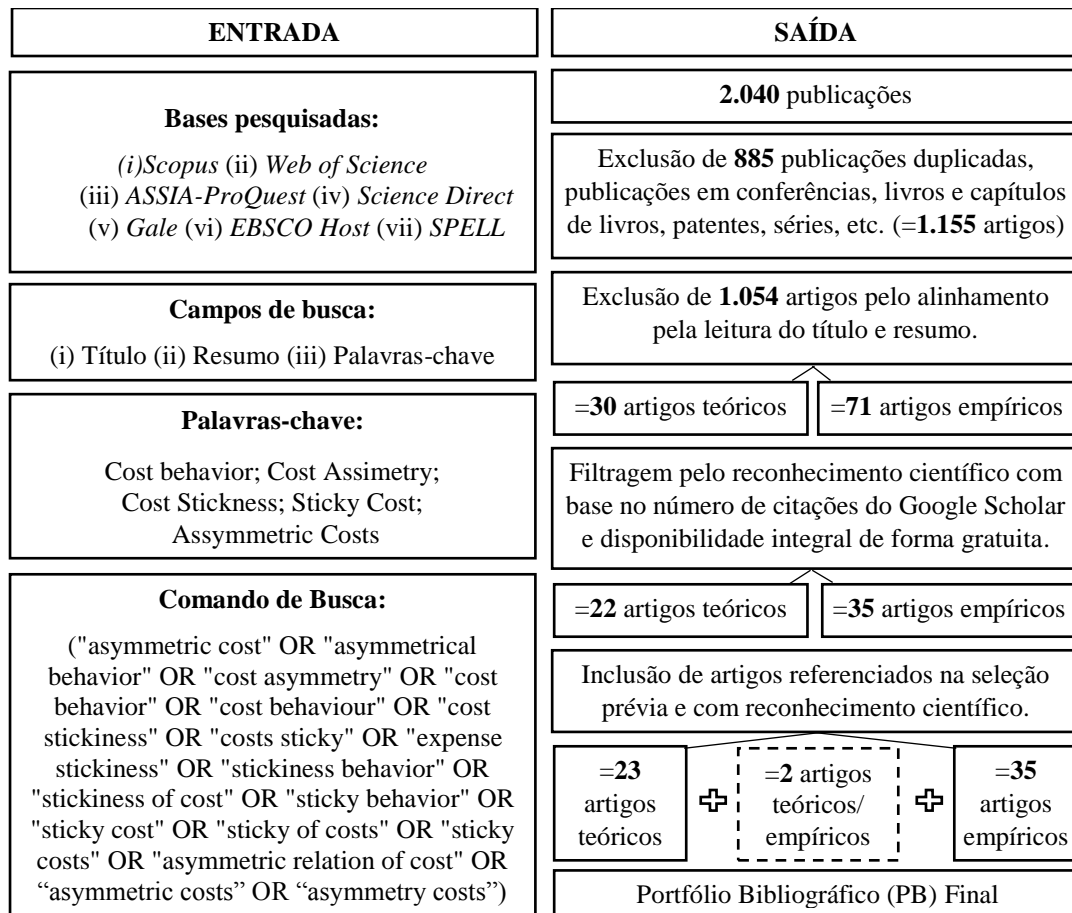 ENTRADA
Bases pesquisadas:
(i)Scopus (ii) Web of Science
(iii) ASSIA-ProQuest (iv) Science Direct
(v) Gale (vi) EBSCO Host (vii) SPELL
Campos de busca:
(i) Título (ii) Resumo (iii) Palavras-chave
Palavras-chave:
Cost behavior; Cost Assimetry;
Cost Stickness; Sticky Cost;
Assymmetric Costs
Comando de Busca:
("asymmetric cost" OR "asymmetrical
behavior" OR "cost asymmetry" OR "cost
behavior" OR "cost behaviour" OR "cost
stickiness" OR "costs sticky" OR "expense
stickiness" OR "stickiness behavior" OR
"stickiness of cost" OR "sticky behavior" OR
"sticky cost" OR "sticky of costs" OR "sticky
costs" OR "asymmetric relation of cost" OR
“asymmetric costs” OR “asymmetry costs”)
SAÍDA
2.040 publicações
Exclusão de 885 publicações duplicadas,
publicações em conferências, livros e capítulos
de livros, patentes, séries, etc. (=1.155 artigos)
Exclusão de 1.054 artigos pelo alinhamento
pela leitura do título e resumo.
=30 artigos teóricos
=71 artigos empíricos
Filtragem pelo reconhecimento científico com
base no número de citações do Google Scholar
e disponibilidade integral de forma gratuita.
=22 artigos teóricos
=35 artigos empíricos
Inclusão de artigos referenciados na seleção
prévia e com reconhecimento científico.
=23
artigos
teóricos
=2 artigos
teóricos/
empíricos
=35
artigos
empíricos
Portfólio Bibliográfico (PB) Final